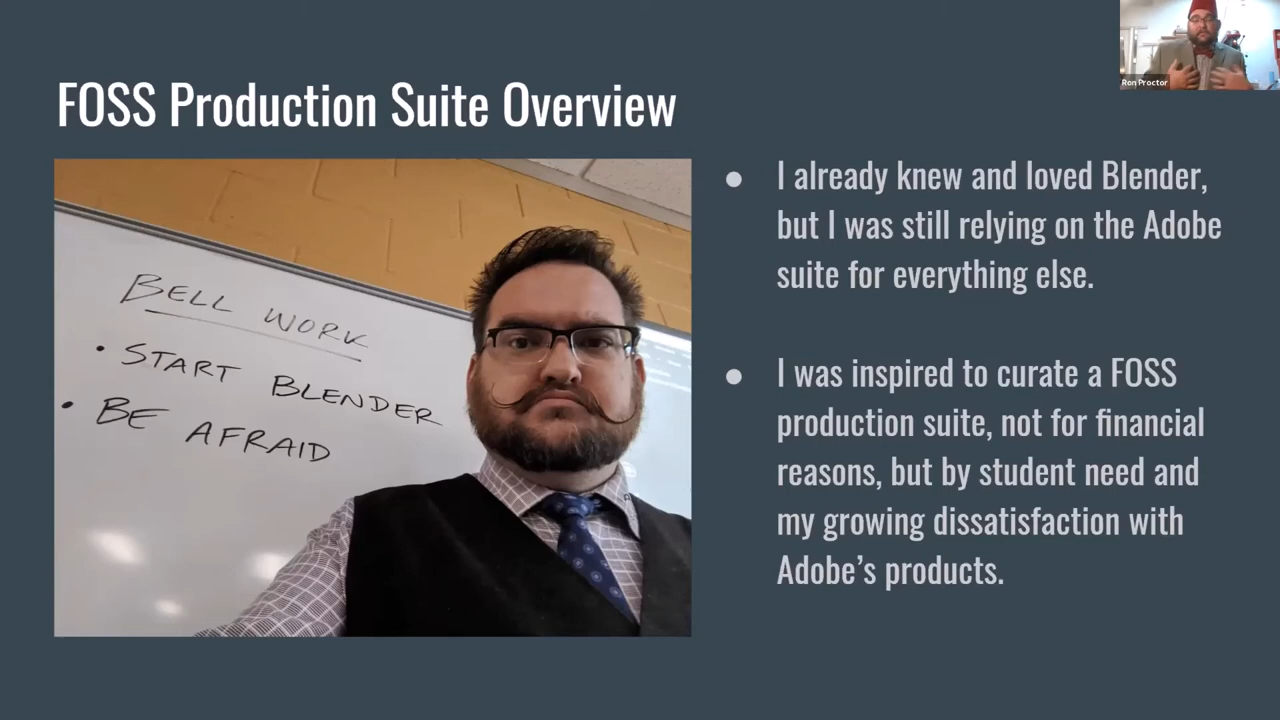 Ron Proctor
FOSS Production Suite Overview
BELL WORK
• START BLENDER
• BE AFRAID
● I already knew and loved Blender,
but I was still relying on the Adobe
suite for everything else.
● I was inspired to curate a FOSS
production suite, not for financial
reasons, but by student need and
my growing dissatisfaction with
Adobe’s products.